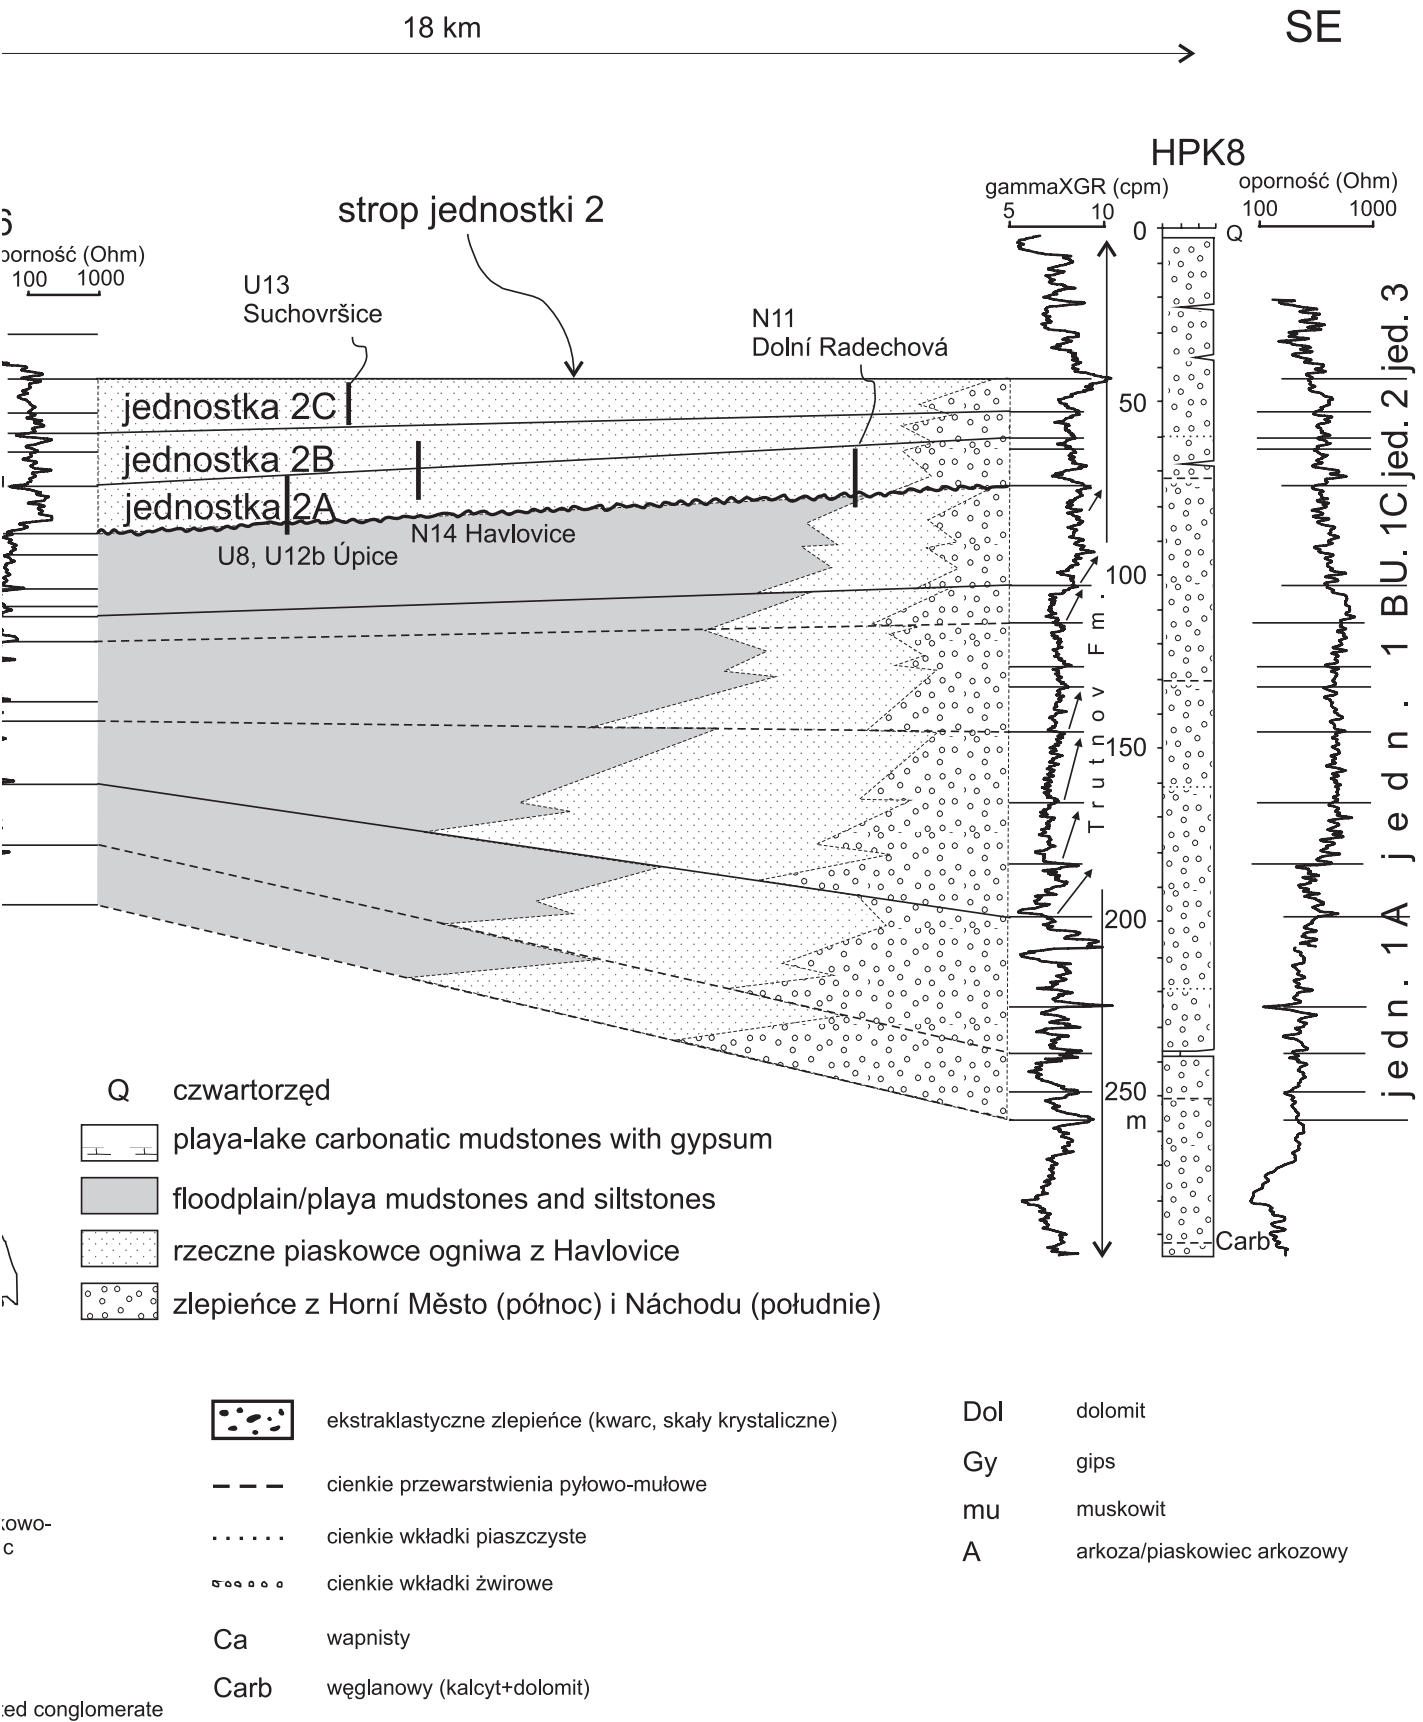 18 km
SE
HPK8
gammaXGR (cpm)
5
10
oporność (Ohm)
100
1000
6
oporność (Ohm)
100
1000
strop jednostki 2
U13
Suchovršice
N11
Dolní Radechová
jednostka 2C
jednostka 2B
jednostka 2A
N14 Havlovice
U8, U12b Úpice
0
50
100
150
200
250
m
Q
Carb
Trutnov Fm.
jed. 3
jed. 2
U. 1C
jedn. 1B
jedn. 1A
Q czwartorzęd
playa-lake carbonatic mudstones with gypsum
floodplain/playa mudstones and siltstones
rzeczne piaskowce ogniwa z Havlovice
zlepieńce z Horní Město (północ) i Náchodu (południe)
ekstraklastyczne zlepieńce (kwarc, skały krystaliczne)
cienkie przewarstwienia pyłowo-mułowe
cienkie wkładki piaszczyste
cienkie wkładki żwirowe
Ca wapnisty
Carb węglanowy (kalcyt+dolomit)
Dol dolomit
Gy gips
mu muskowit
A arkoza/piaskowiec arkozowy
kowo-
c
ted conglomerate